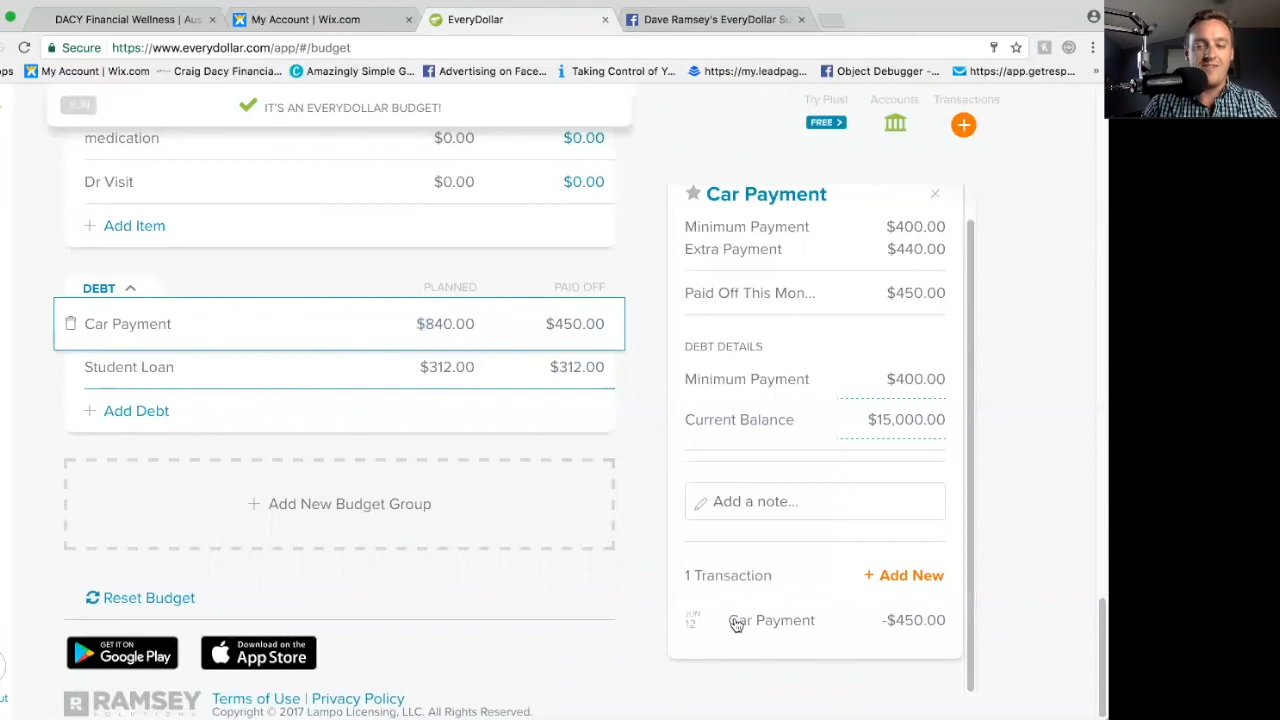 DACY Financial Wellness | Aus
My Account | Wix.com
EveryDollar
Dave Ramsey's EveryDollar Su
Secure
https://www.everydollar.com/app/#/budget
My Account | Wix.com
Craig Dacy Financia...
Amazingly Simple G...
Advertising on Face...
Taking Control of Y...
https://my.leadpag...
Object Debugger -...
https://app.getresp...
JUN
IT'S AN EVERYDOLLAR BUDGET!
Try Plus!
FREE >
Accounts
Transactions
medication $0.00 $0.00
Dr Visit $0.00 $0.00
+ Add Item
DEBT PLANNED PAID OFF
Car Payment $840.00 $450.00
Student Loan $312.00 $312.00
+ Add Debt
+ Add New Budget Group
Reset Budget
GET IT ON
Google Play
Download on the
App Store
RAMSEY
SOLUTIONS
Terms of Use | Privacy Policy
Copyright © 2017 Lampo Licensing, LLC. All Rights Reserved.
Car Payment
Minimum Payment $400.00
Extra Payment $440.00
Paid Off This Mon... $450.00
DEBT DETAILS
Minimum Payment $400.00
Current Balance $15,000.00
Add a note...
1 Transaction + Add New
JUN
12
Car Payment -$450.00